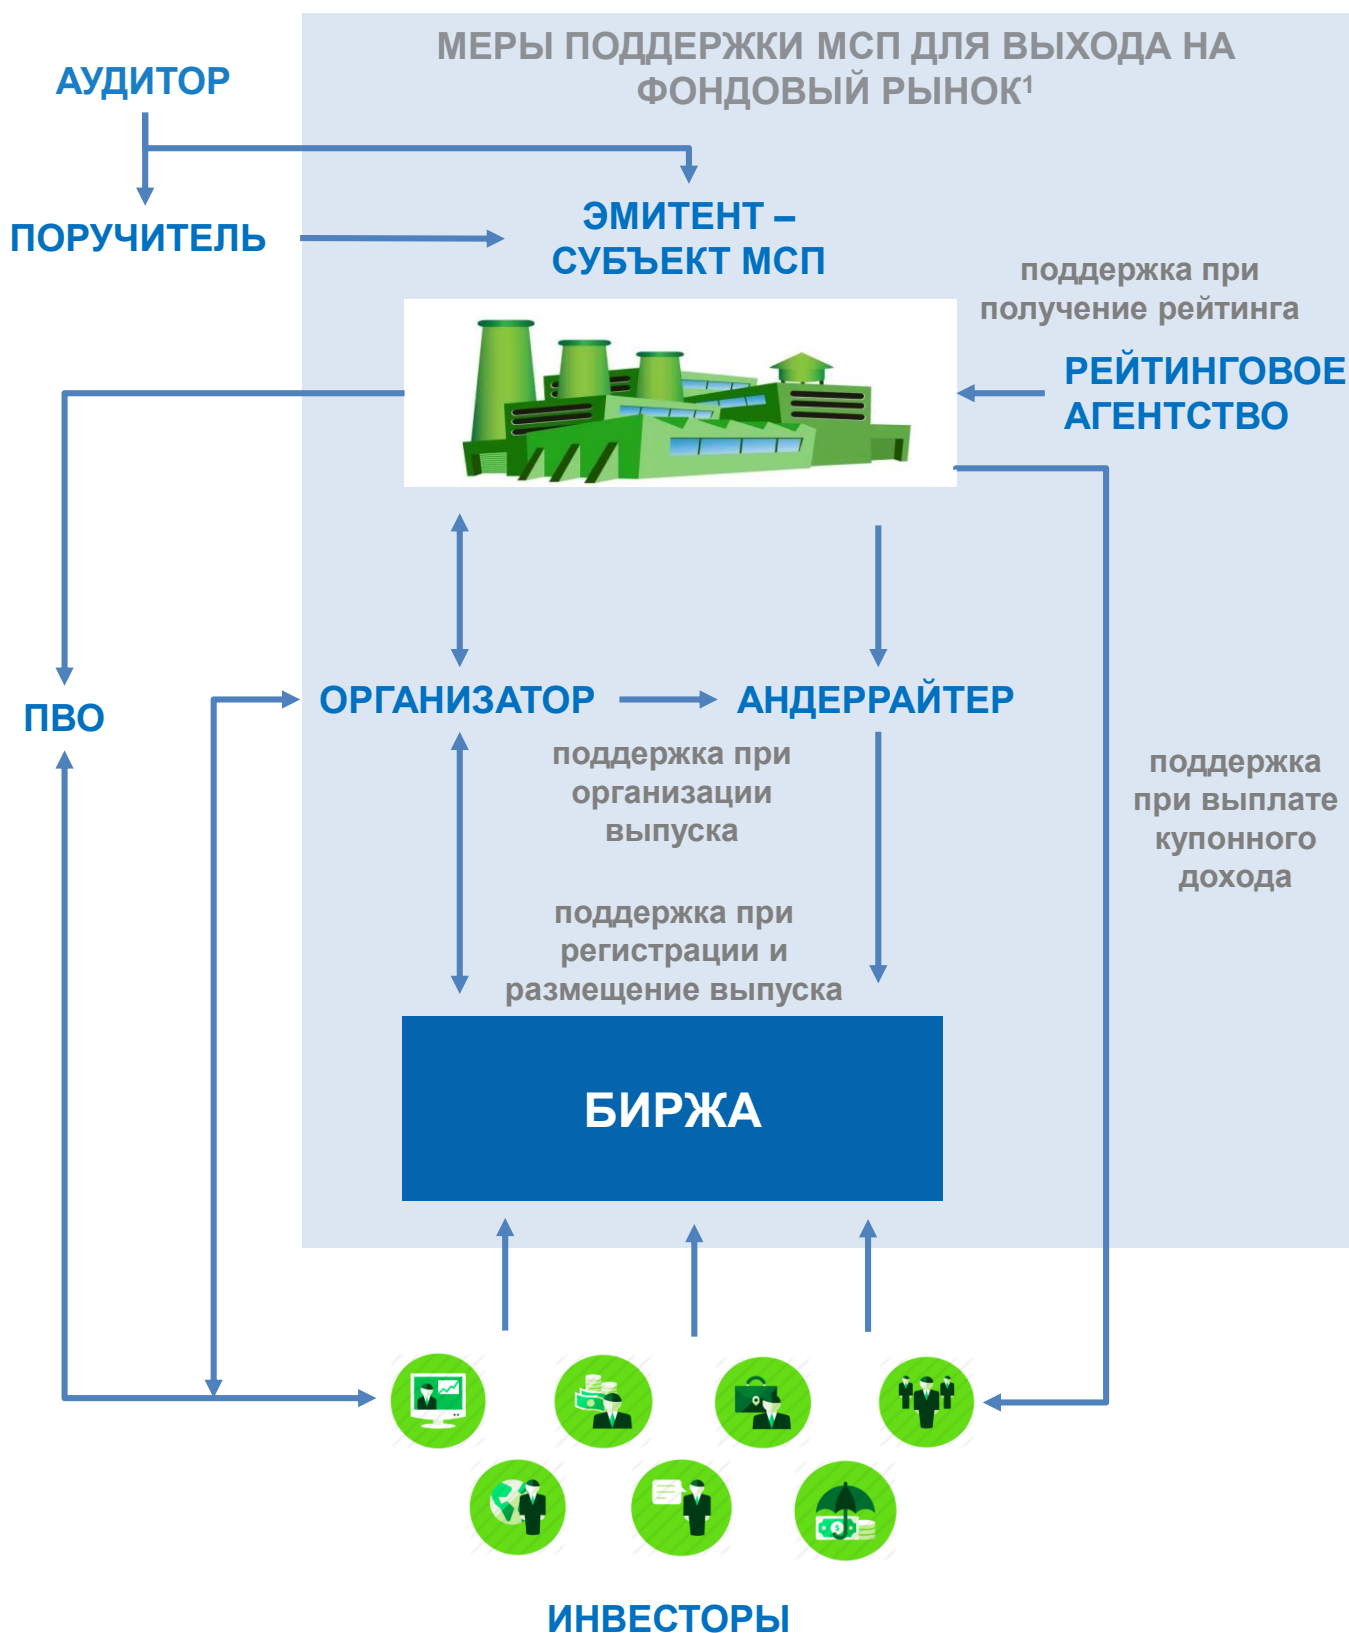 МЕРЫ ПОДДЕРЖКИ МСП ДЛЯ ВЫХОДА НА
ФОНДОВЫЙ РЫНОК¹
АУДИТОР
ПОРУЧИТЕЛЬ
ЭМИТЕНТ –
СУБЪЕКТ МСП
поддержка при
получение рейтинга
РЕЙТИНГОВОЕ
АГЕНТСТВО
ПВО
ОРГАНИЗАТОР
АНДЕРРАЙТЕР
поддержка при
организации
выпуска
поддержка
при выплате
купонного
дохода
поддержка при
регистрации и
размещение выпуска
БИРЖА
ИНВЕСТОРЫ